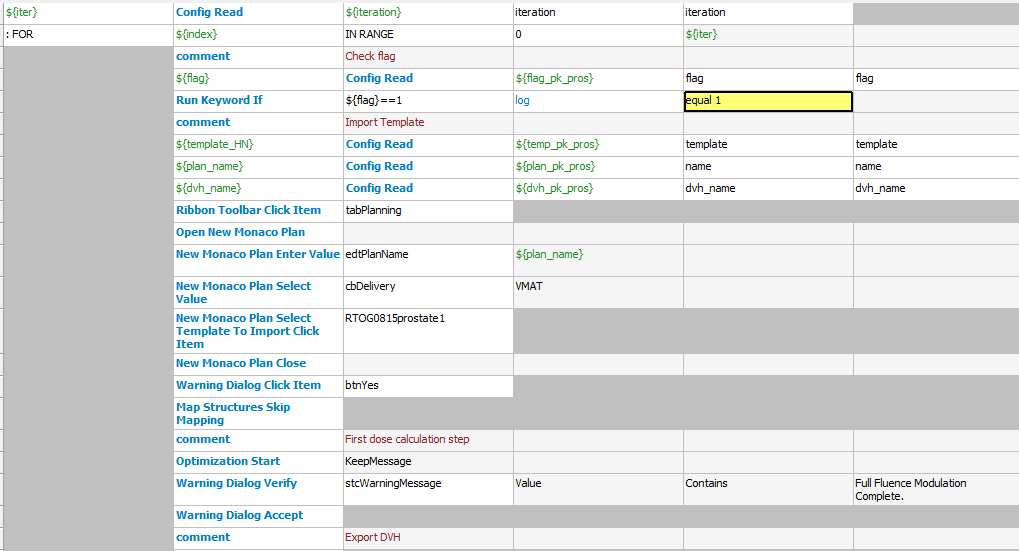 ${iter} Config Read ${iteration} iteration iteration
: FOR ${index} IN RANGE 0 ${iter}
comment Check flag
${flag} Config Read ${flag_pk_pros} flag flag
Run Keyword If ${flag}==1 log equal 1
comment Import Template
${template_HN} Config Read ${temp_pk_pros} template template
${plan_name} Config Read ${plan_pk_pros} name name
${dvh_name} Config Read ${dvh_pk_pros} dvh_name dvh_name
Ribbon Toolbar Click Item tabPlanning
Open New Monaco Plan
New Monaco Plan Enter Value edtPlanName ${plan_name}
New Monaco Plan Select
Value
cbDelivery VMAT
New Monaco Plan Select
Template To Import Click
Item
RTOG0815prostate1
New Monaco Plan Close
Warning Dialog Click Item btnYes
Map Structures Skip
Mapping
comment First dose calculation step
Optimization Start KeepMessage
Warning Dialog Verify stcWarningMessage Value Contains Full Fluence Modulation
Complete.
Warning Dialog Accept
comment Export DVH